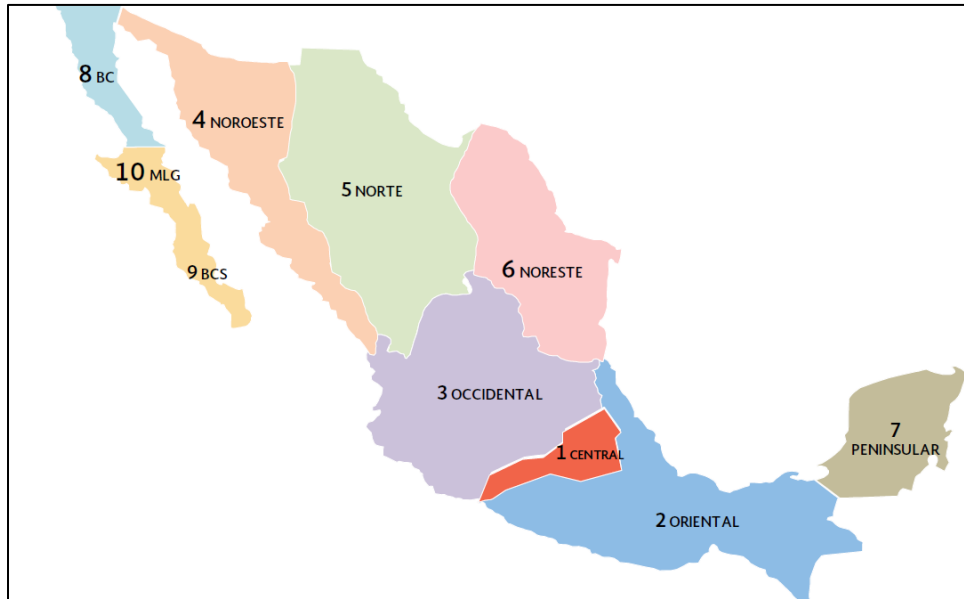 8 BC
4 NOROESTE
10 MLG
5 NORTE
6 NORESTE
9 BCS
3 OCCIDENTAL
7
PENINSULAR
1 CENTRAL
2 ORIENTAL